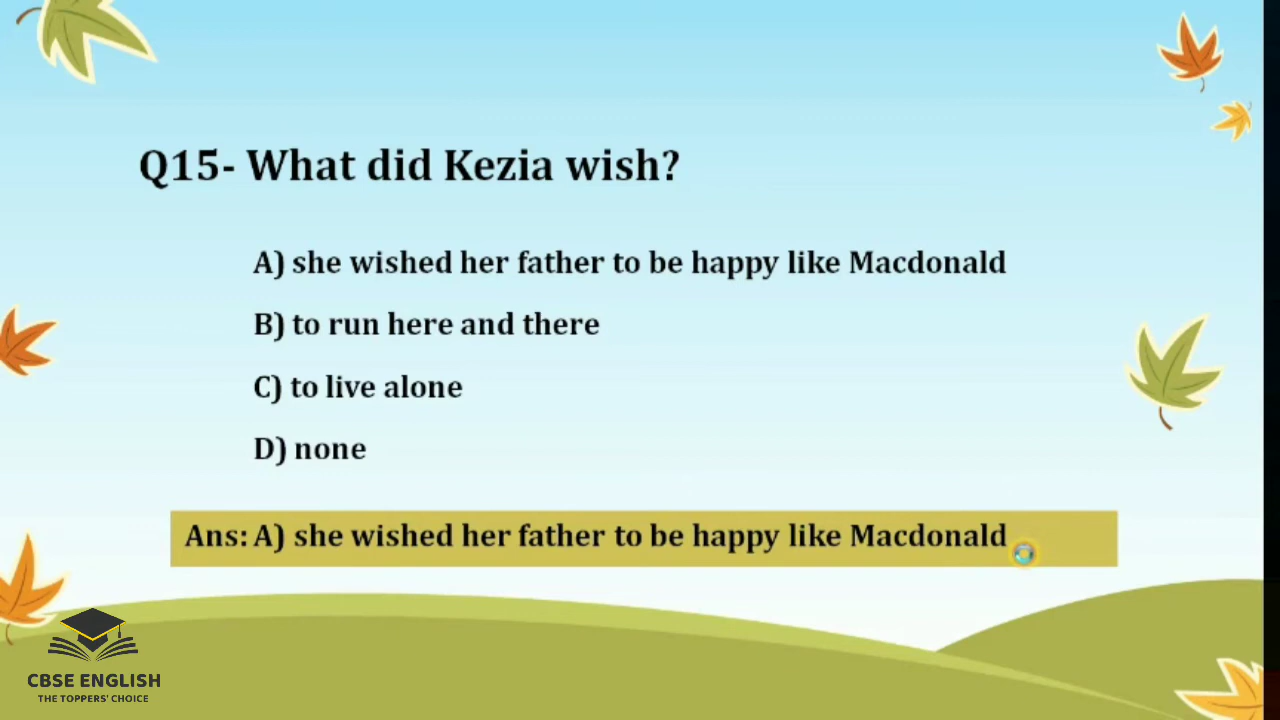 Q15- What did Kezia wish?
A) she wished her father to be happy like Macdonald
B) to run here and there
C) to live alone
D) none
Ans: A) she wished her father to be happy like Macdonald
CBSE ENGLISH
THE TOPPERS' CHOICE